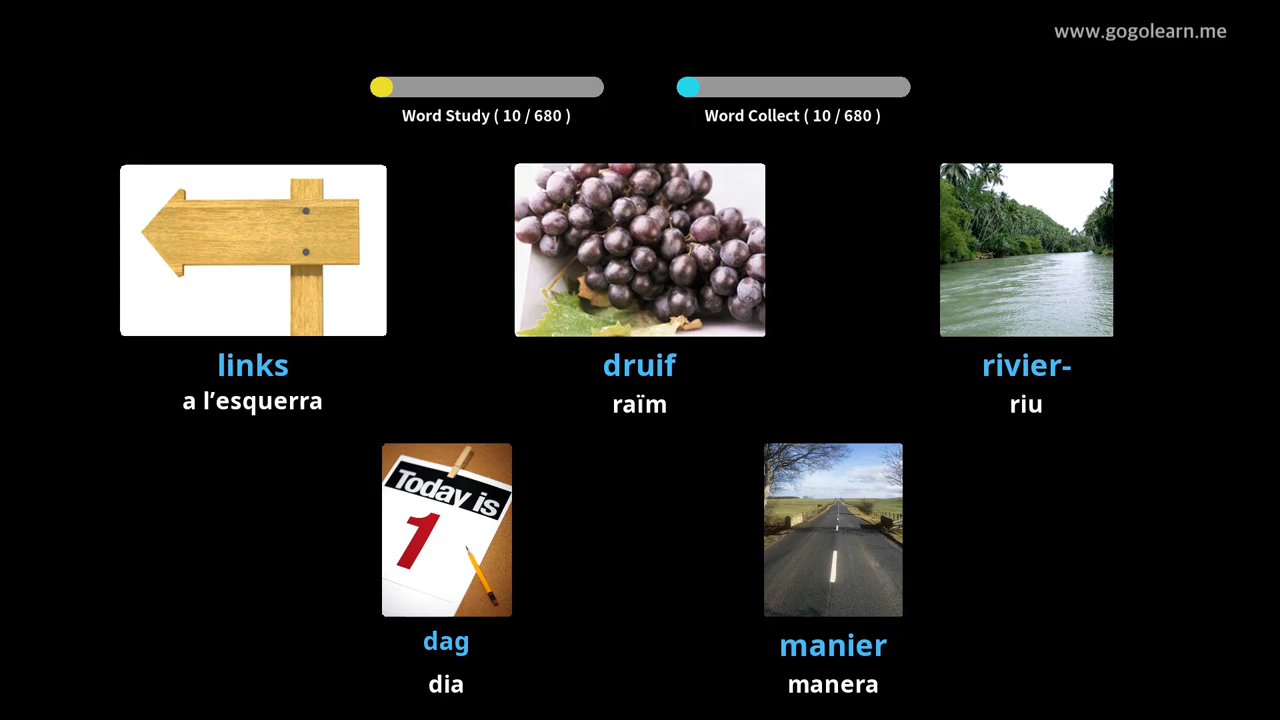 www.gogolearn.me
Word Study ( 10 / 680 )
Word Collect ( 10 / 680 )
links
a l’esquerra
druif
raïm
rivier-
riu
Today is
1
dag
dia
manier
manera